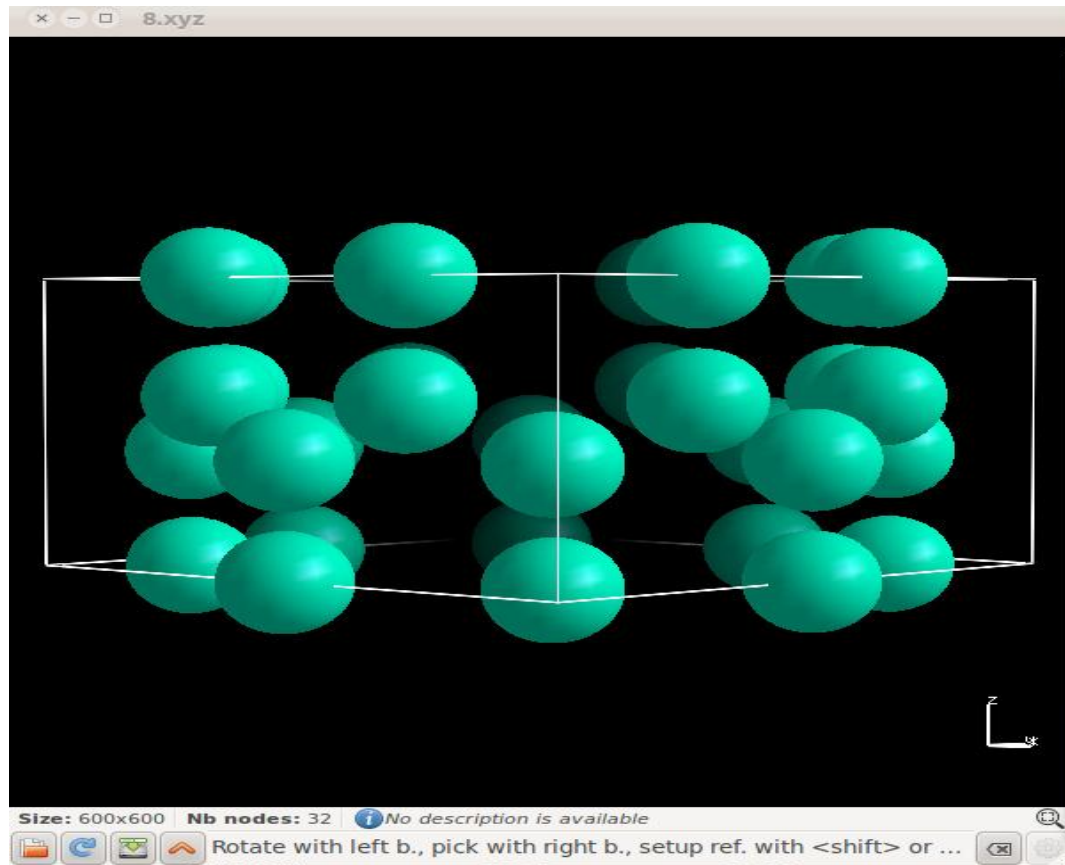 8.xyz
z
Size: 600x600 Nb nodes: 32 No description is available
Rotate with left b., pick with right b., setup ref. with <shift> or ...